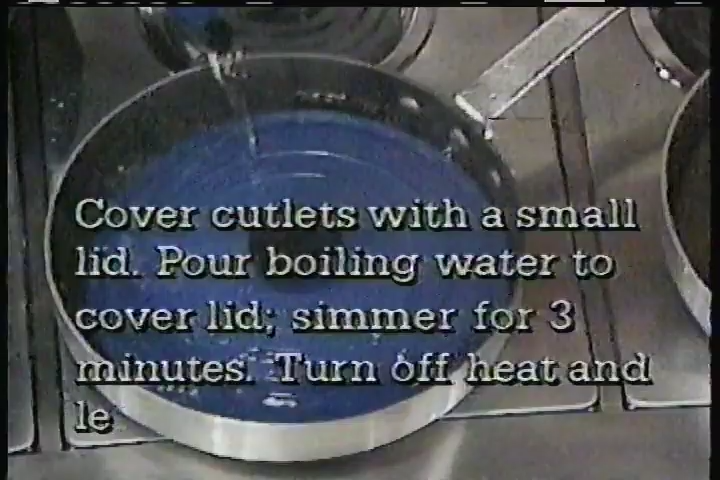 Cover cutlets with a small
lid. Pour boiling water to
cover lid; simmer for 3
minutes. Turn off heat and
le